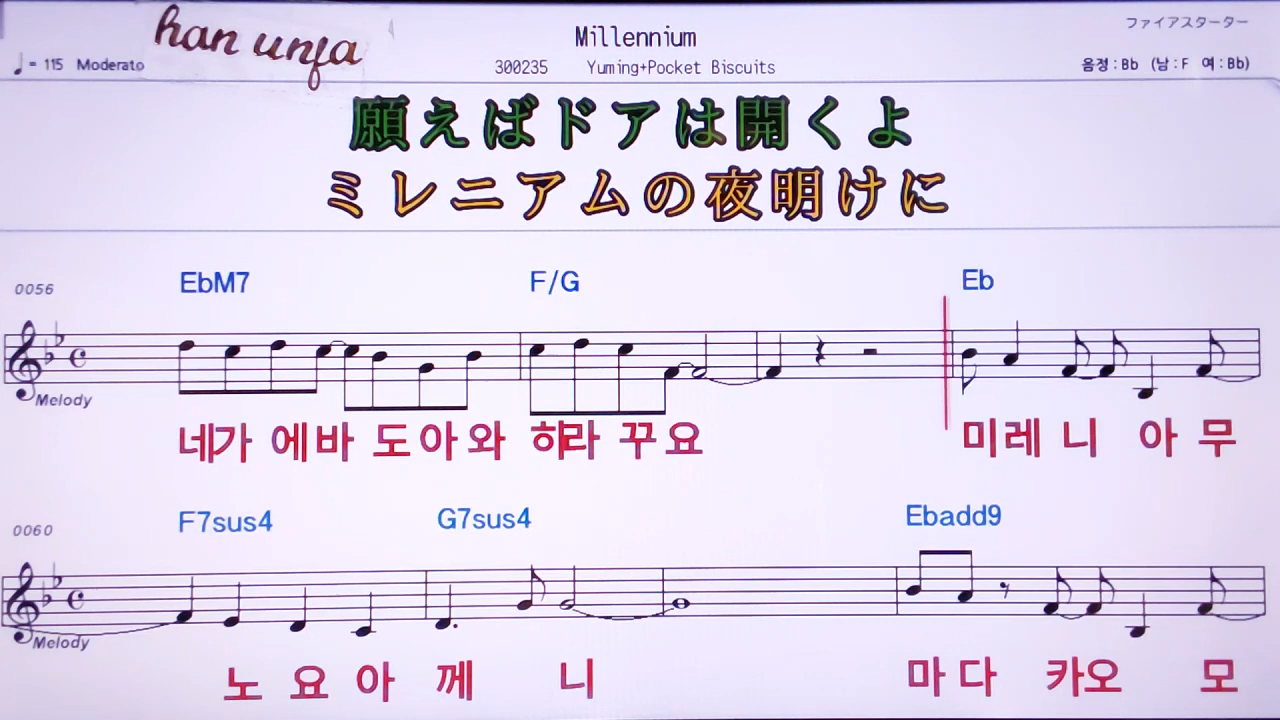 han unfa
Millennium
ファイアスターター
♩= 115 Moderato
300235 Yuming+Pocket Biscuits
음정 : Bb (남 : F 여 : Bb)
願えばドアは開くよ
ミレニアムの夜明けに
0056 EbM7 F/G Eb
Melody
네가 에바 도아와 히라 꾸요 미레 니 아 무
0060 F7sus4 G7sus4 Ebadd9
Melody
노 요 아 께 니 마다 카오 모